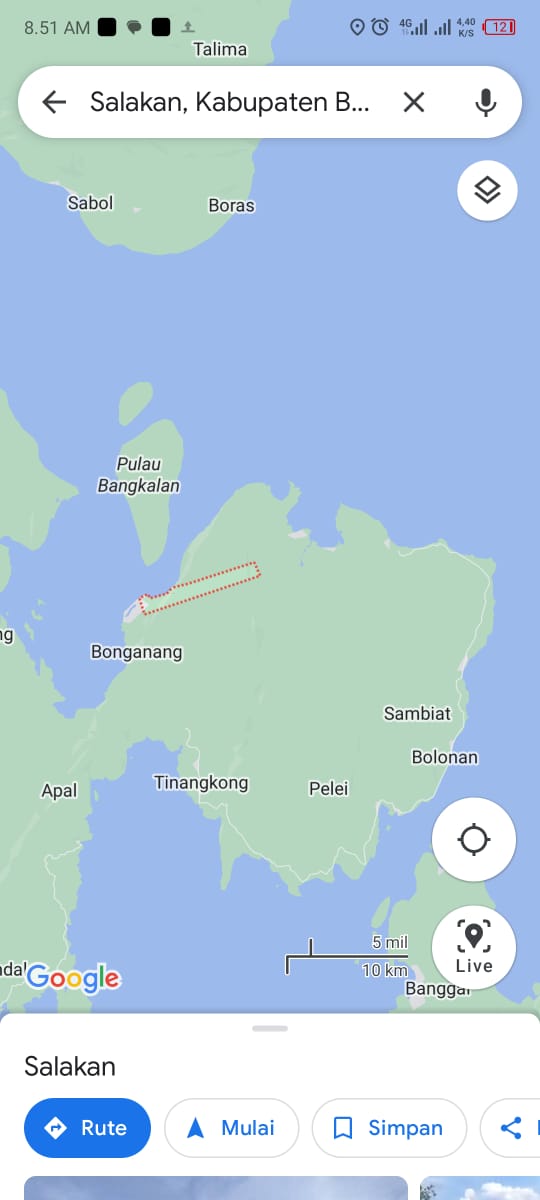 8.51 AM
4G
4,40
K/S
12
Talima
Salakan, Kabupaten B...
Sabol
Boras
Pulau
Bangkalan
ng
Bonganang
Sambiat
Bolonan
Apal
Tinangkong
Pelei
5 mil
10 km
Live
Google
Banggai
Salakan
Rute
Mulai
Simpan